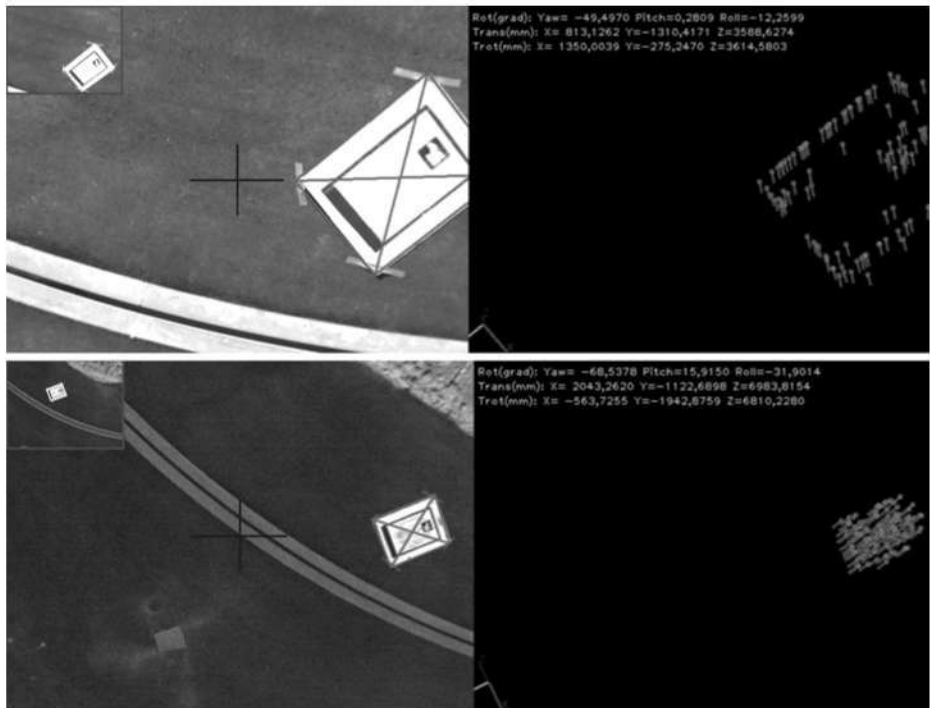 Rot(grad): Yaw= -49,4970 Pitch=0,2809 Roll=-12,2599
Trans(mm): X= 813,1262 Y=-1310,4171 Z=3588,6274
Trot(mm): X= 1350,0039 Y=-275,2470 Z=3614,5803
Rot(grad): Yaw= -68,5378 Pitch=15,9150 Roll=-31,9014
Trans(mm): X= 2043,2620 Y=-1122,6898 Z=6983,8154
Trot(mm): X= -563,7255 Y=-1942,8759 Z=6810,2280